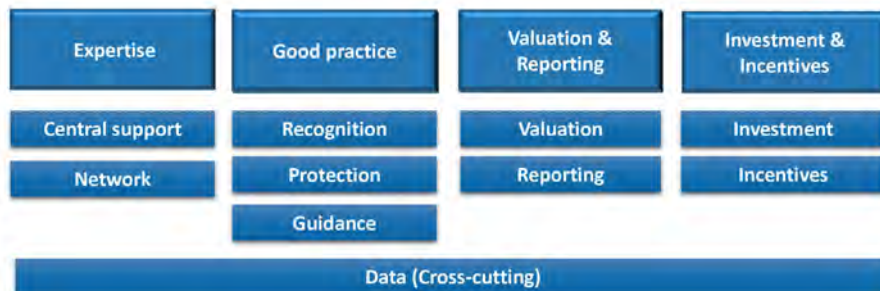 Expertise
Good practice
Valuation &
Reporting
Investment &
Incentives
Central support
Recognition
Valuation
Investment
Network
Protection
Reporting
Incentives
Guidance
Data (Cross-cutting)